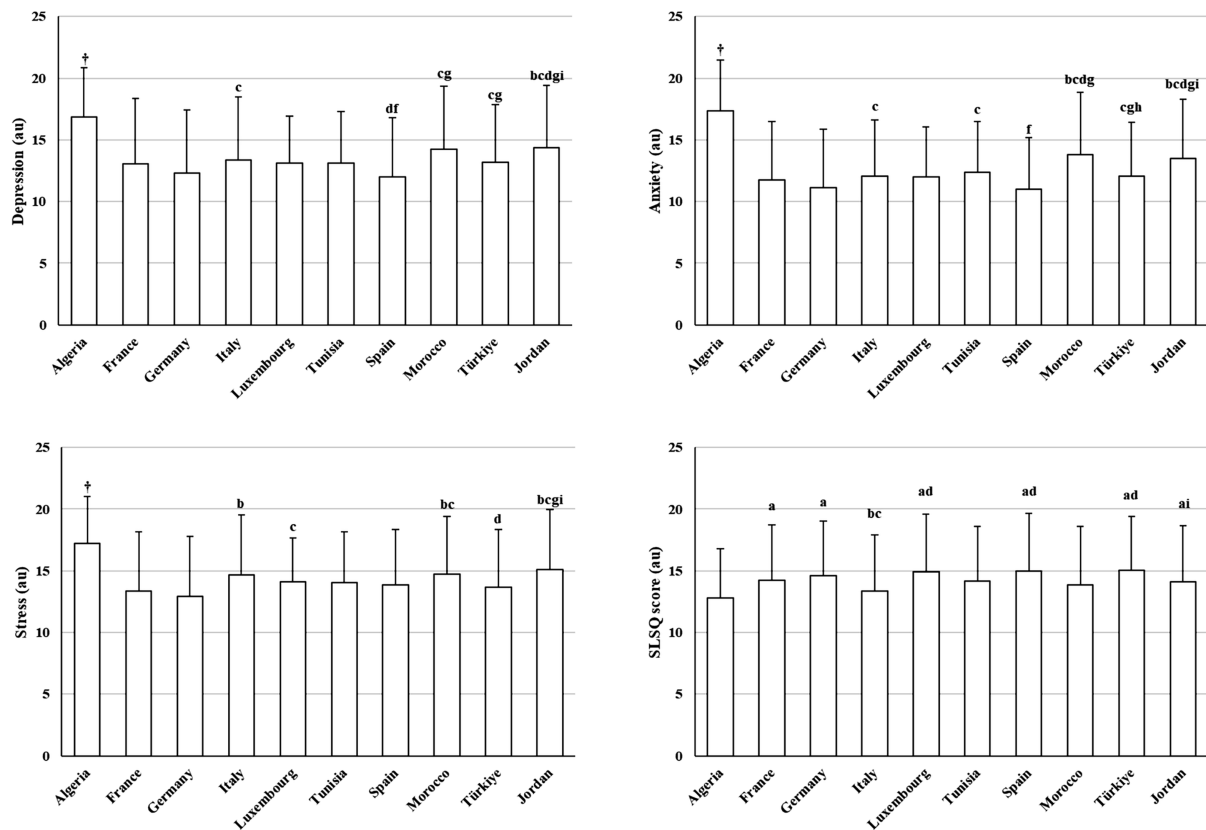 25
20
15
10
5
0
Depression (au)
†
c
df
cg
cg
bcdgi
Algeria
France
Germany
Italy
Luxembourg
Tunisia
Spain
Morocco
Türkiye
Jordan
25
20
15
10
5
0
Anxiety (au)
†
c
c
f
bcdg
cgh
bcdgi
Algeria
France
Germany
Italy
Luxembourg
Tunisia
Spain
Morocco
Türkiye
Jordan
25
20
15
10
5
0
Stress (au)
†
b
c
bc
d
bcgi
Algeria
France
Germany
Italy
Luxembourg
Tunisia
Spain
Morocco
Türkiye
Jordan
25
20
15
10
5
0
SLSQ score (au)
a
a
bc
ad
ad
ad
ai
Algeria
France
Germany
Italy
Luxembourg
Tunisia
Spain
Morocco
Türkiye
Jordan